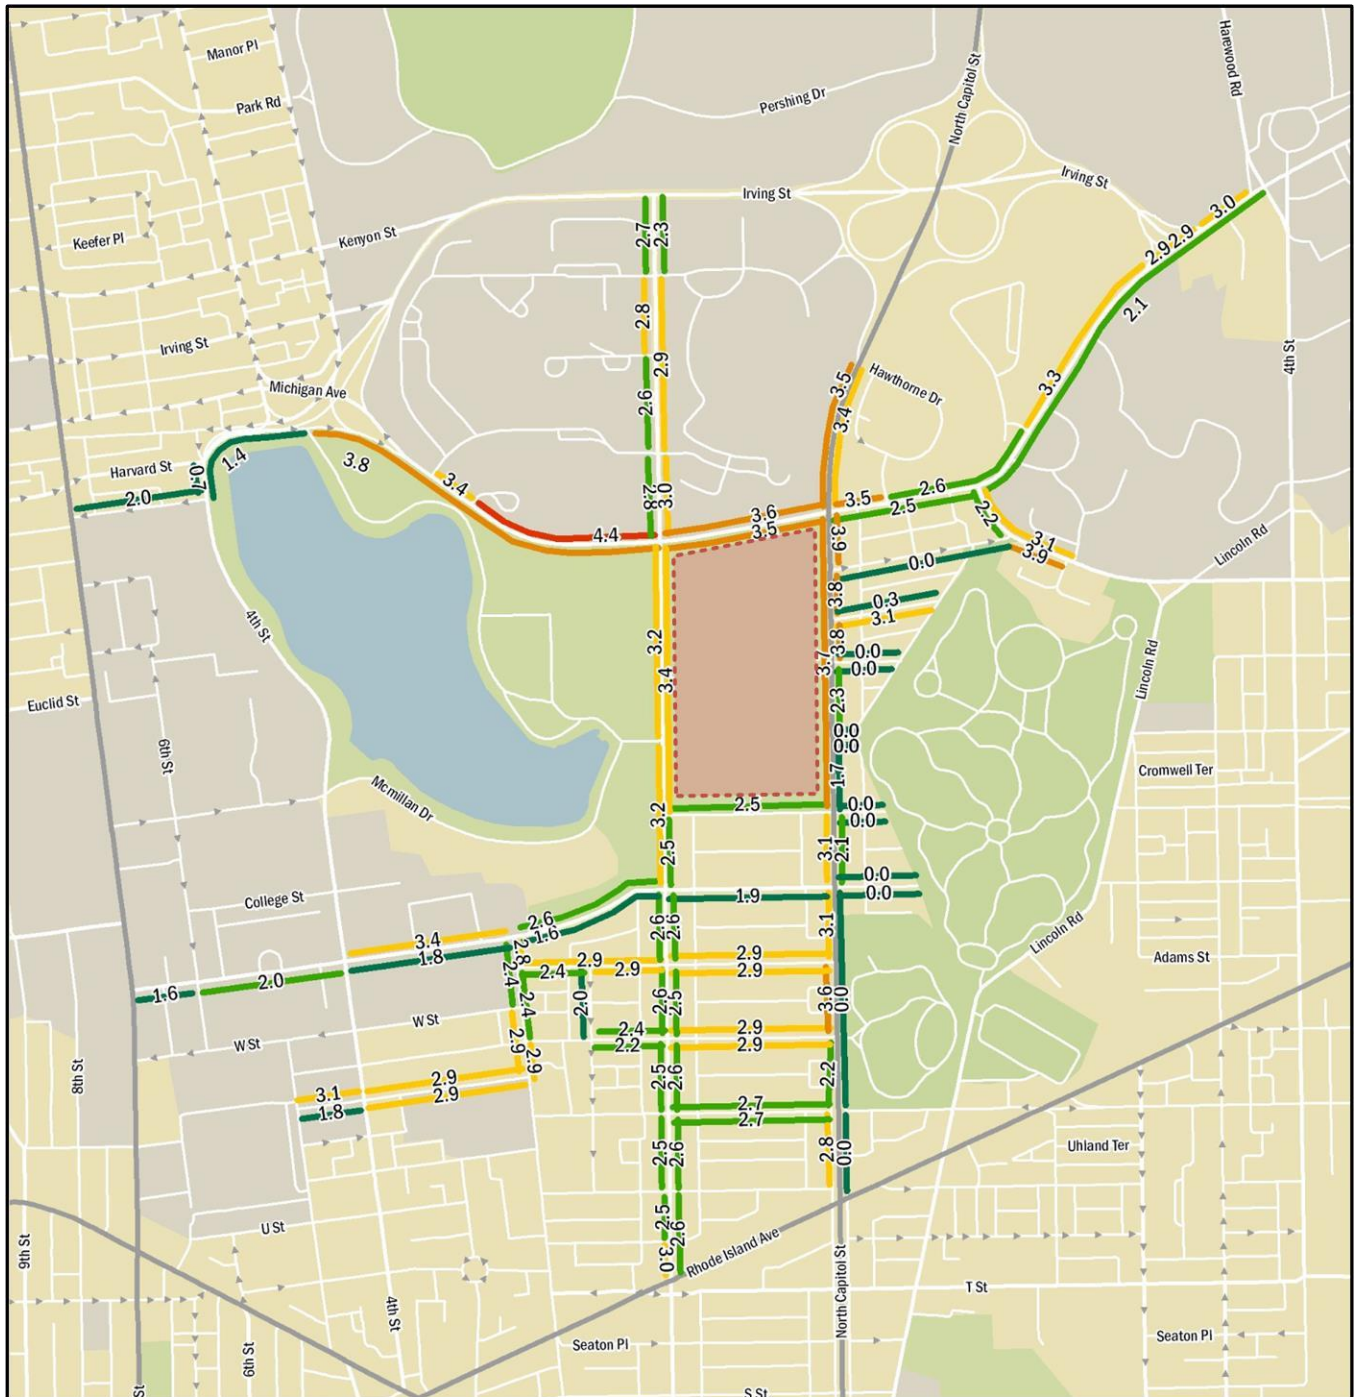 Manor Pl
Park Rd
Pershing Dr
North Capitol St
Harewood Rd
Irving St
Irving St
3.0
Keefer Pl
Kenyon St
2.7
2.3
2.9
2.9
2.1
Irving St
2.8
2.9
4th St
Michigan Ave
3.5
Hawthorne Dr
3.3
2.6
3.4
Harvard St
0.7
1.4
3.8
3.4
2.0
2.8
3.0
3.5
2.6
3.6
3.5
2.5
2.2
4.4
3.9
3.1
3.9
Lincoln Rd
0.0
3.8
0.3
3.1
4th St
3.2
3.8
0.0
3.4
3.7
0.0
Lincoln Rd
Euclid St
2.3
6th St
0.0
0.0
1.7
Cromwell Ter
Mcmillan Dr
3.2
2.5
0.0
0.0
2.5
3.1
2.1
0.0
College St
1.9
0.0
2.6
1.6
2.6
2.6
3.1
Lincoln Rd
3.4
1.8
2.8
2.9
2.9
Adams St
2.4
2.4
2.9
2.9
2.0
1.6
2.4
2.0
2.6
2.5
3.6
0.0
W St
W St
2.4
2.9
2.2
2.9
2.9
2.9
8th St
2.9
2.5
2.6
2.2
3.1
2.9
1.8
2.7
2.7
2.5
2.6
2.8
0.0
Uhland Ter
U St
2.5
2.6
9th St
3.0
Rhode Island Ave
North Capitol St
T St
4th St
6th St
Seaton Pl
Seaton Pl
St
S St